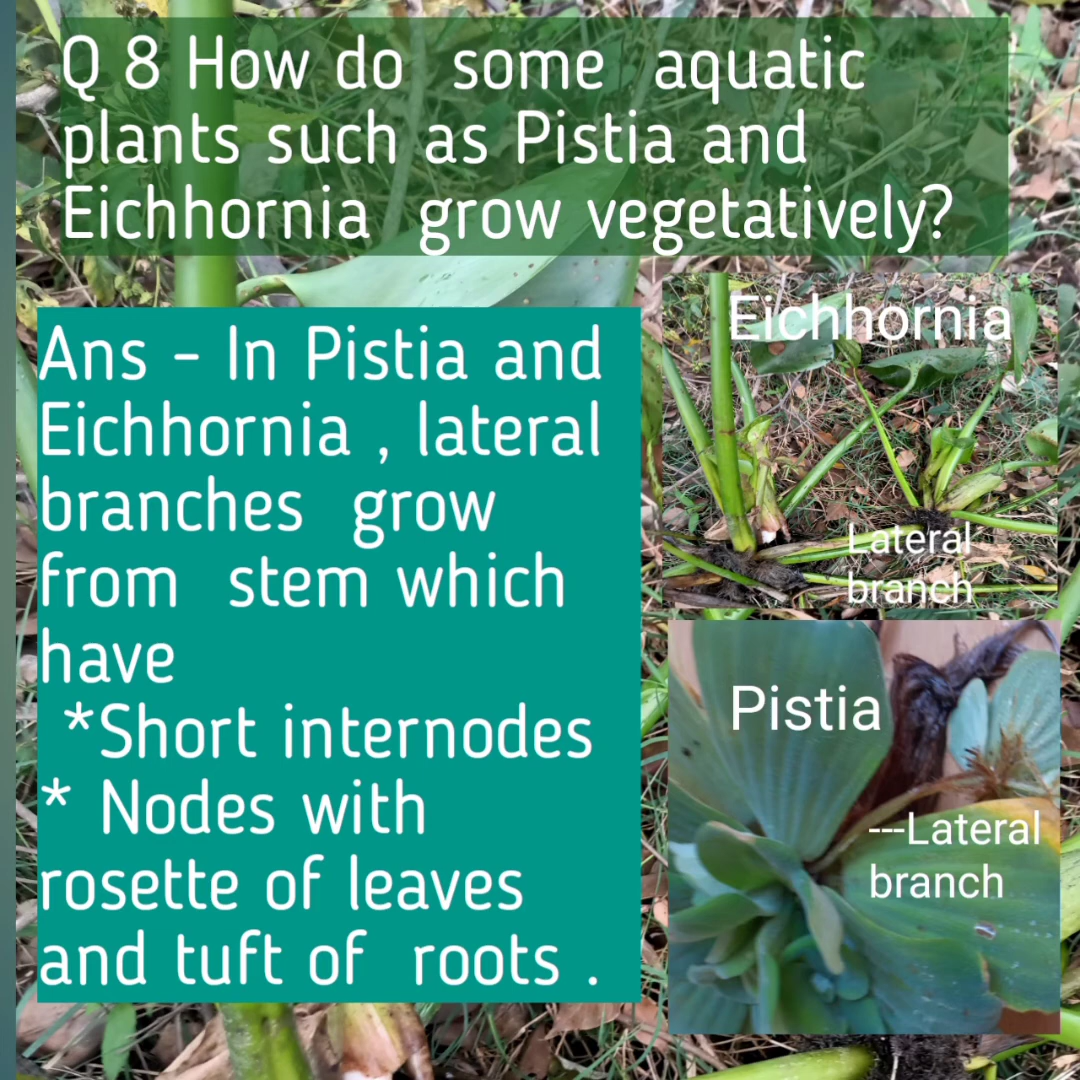 Q 8 How do some aquatic
plants such as Pistia and
Eichhornia grow vegetatively?
Ans - In Pistia and
Eichhornia , lateral
branches grow
from stem which
have
*Short internodes
* Nodes with
rosette of leaves
and tuft of roots .
Eichhornia
Lateral
branch
Pistia
---Lateral
branch